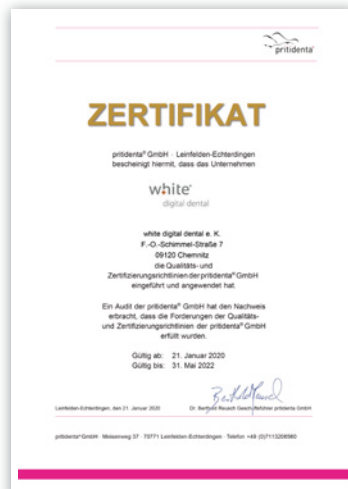 pritidenta®
ZERTIFIKAT
pritidenta® GmbH · Leinfelden-Echterdingen
bescheinigt hiermit, dass das Unternehmen
white®
digital dental
white digital dental e. K.
F.-O.-Schimmel-Straße 7
09120 Chemnitz
die Qualitäts- und
Zertifizierungsrichtlinien der pritidenta® GmbH
eingeführt und angewendet hat.
Ein Audit der pritidenta® GmbH hat den Nachweis
erbracht, dass die Forderungen der Qualitäts-
und Zertifizierungsrichtlinien der pritidenta® GmbH
erfüllt wurden.
Gültig ab: 21. Januar 2020
Gültig bis: 31. Mai 2022
Berthold Reusch
Leinfelden-Echterdingen, den 21. Januar 2020 Dr. Berthold Reusch Geschäftsführer pritidenta GmbH
pritidenta® GmbH · Meisenweg 37 · 70771 Leinfelden-Echterdingen · Telefon +49 (0)7113206560